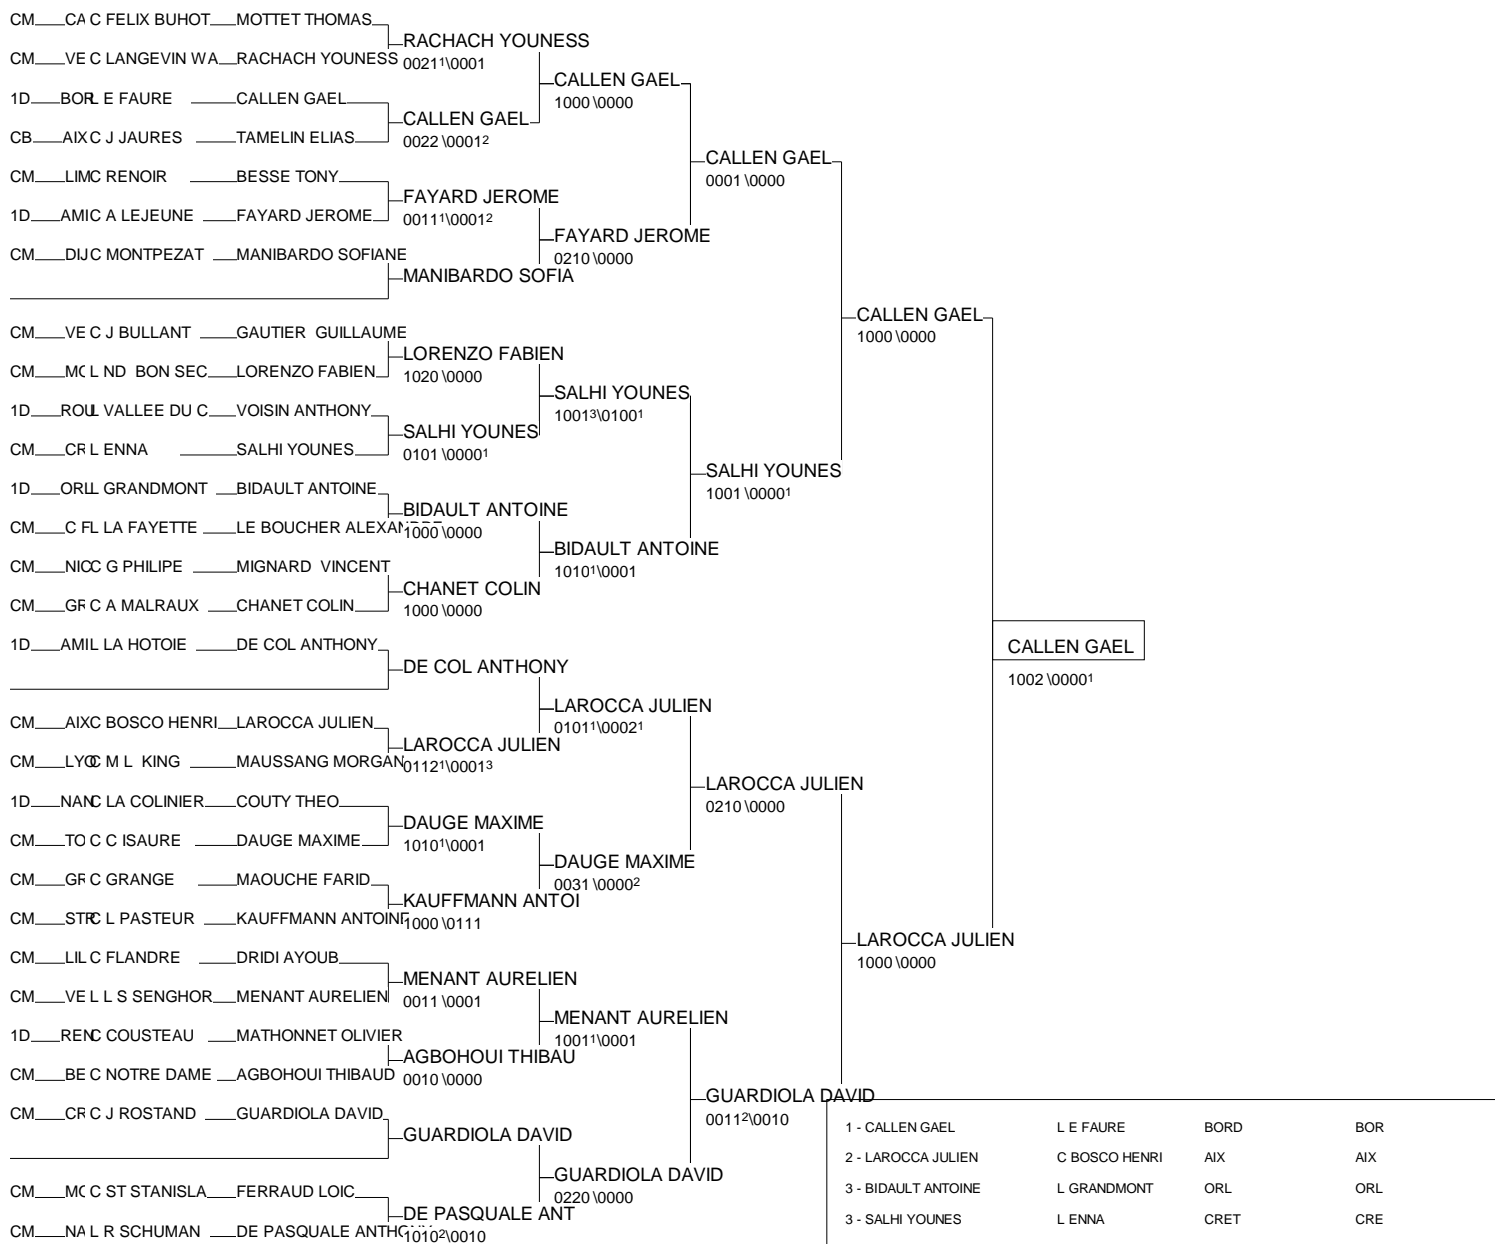 CM CA C FELIX BUHOT MOTTET THOMAS
RACHACH YOUNESS
CM VE C LANGEVIN WA RACHACH YOUNESS 0021¹\0001
CALLEN GAEL
1D BOR L E FAURE CALLEN GAEL 1000\0000
CALLEN GAEL
CB AIX C J JAURES TAMELIN ELIAS 0022\0001²
CALLEN GAEL
CM LIM C RENOIR BESSE TONY 0001\0000
FAYARD JEROME
1D AMI C A LEJEUNE FAYARD JEROME 0011¹\0001²
FAYARD JEROME
CM DIJ C MONTPEZAT MANIBARDO SOFIANE 0210\0000
MANIBARDO SOFIA
CALLEN GAEL
CM VE C J BULLANT GAUTIER GUILLAUME 1000\0000
LORENZO FABIEN
CM MO L ND BON SEC LORENZO FABIEN 1020\0000
SALHI YOUNES
1D ROU L VALLEE DU C VOISIN ANTHONY 1001³\0100¹
SALHI YOUNES
CM CR L ENNA SALHI YOUNES 0101\0000¹
SALHI YOUNES
1D ORL L GRANDMONT BIDAULT ANTOINE 1001\0000¹
BIDAULT ANTOINE
CM C FL LA FAYETTE LE BOUCHER ALEXANDRE 1000\0000
BIDAULT ANTOINE
CM NIC C G PHILIPE MIGNARD VINCENT 1010¹\0001
CHANET COLIN
CM GR C A MALRAUX CHANET COLIN 1000\0000
1D AMI L LA HOTOIE DE COL ANTHONY CALLEN GAEL
DE COL ANTHONY
1002\0000¹
LAROCCA JULIEN
CM AIX C BOSCO HENRI LAROCCA JULIEN 0101¹\0002¹
LAROCCA JULIEN
CM LYO C M L KING MAUSSANG MORGAN 0112¹\0001³
LAROCCA JULIEN
1D NAN C LA COLINIER COUTY THEO 0210\0000
DAUGE MAXIME
CM TO C C ISAURE DAUGE MAXIME 1010¹\0001
DAUGE MAXIME
CM GR C GRANGE MAOUCHE FARID 0031\0000²
KAUFFMANN ANTOI
CM STR C L PASTEUR KAUFFMANN ANTOINE 1000\0111
LAROCCA JULIEN
CM LIL C FLANDRE DRIDI AYOUB 1000\0000
MENANT AURELIEN
CM VE L L S SENGHOR MENANT AURELIEN 0011\0001
MENANT AURELIEN
1D REN C COUSTEAU MATHONNET OLIVIER 1001¹\0001
AGBOHOUI THIBAU
CM BE C NOTRE DAME AGBOHOUI THIBAUD 0010\0000
GUARDIOLA DAVID
CM CR C J ROSTAND GUARDIOLA DAVID 0011²\0010
1 - CALLEN GAEL L E FAURE BORD BOR
GUARDIOLA DAVID
2 - LAROCCA JULIEN C BOSCO HENRI AIX AIX
GUARDIOLA DAVID
CM MO C ST STANISLA FERRAUD LOIC 0220\0000
3 - BIDAULT ANTOINE L GRANDMONT ORL ORL
DE PASQUALE ANT
3 - SALHI YOUNES L ENNA CRET CRE
CM NA L R SCHUMAN DE PASQUALE ANTHONY 1010²\0010